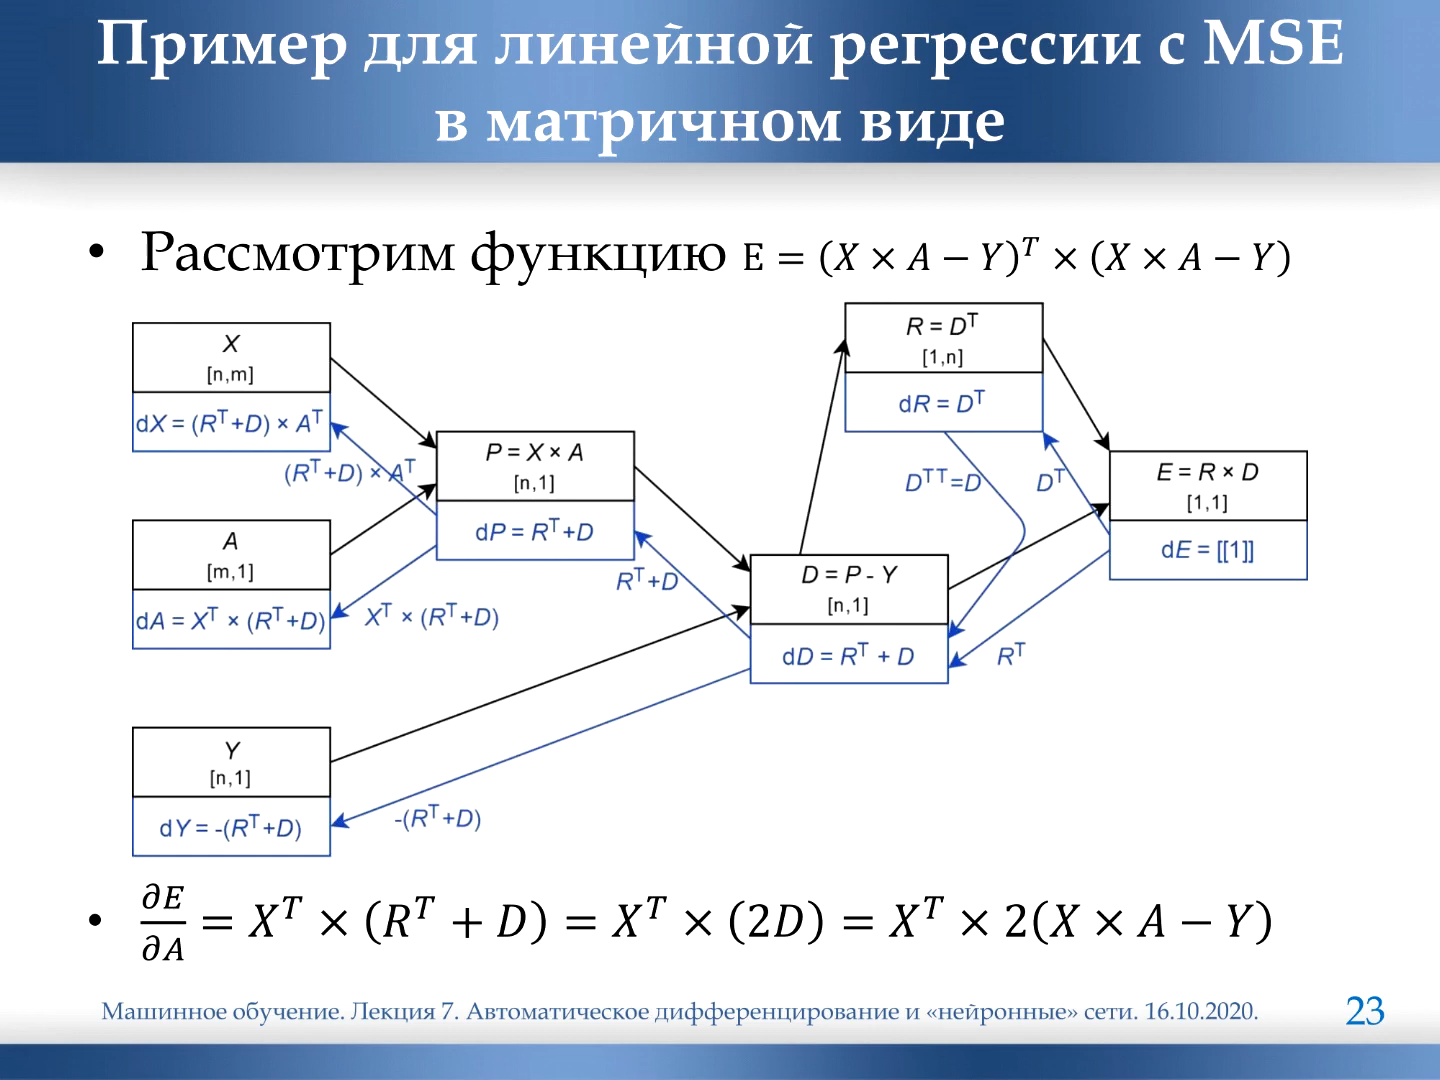 Пример для линейной регрессии с MSE
в матричном виде
• Рассмотрим функцию E = (X × A − Y)ᵀ × (X × A − Y)
X
[n,m]
dX = (Rᵀ+D) × Aᵀ
(Rᵀ+D) × Aᵀ
A
[m,1]
dA = Xᵀ × (Rᵀ+D)
Xᵀ × (Rᵀ+D)
Y
[n,1]
dY = -(Rᵀ+D)
-(Rᵀ+D)
P = X × A
[n,1]
dP = Rᵀ+D
Rᵀ+D
D = P - Y
[n,1]
dD = Rᵀ + D
R = Dᵀ
[1,n]
dR = Dᵀ
Dᵀᵀ=D
Dᵀ
Rᵀ
E = R × D
[1,1]
dE = [[1]]
• ∂E/∂A = Xᵀ × (Rᵀ + D) = Xᵀ × (2D) = Xᵀ × 2(X × A − Y)
Машинное обучение. Лекция 7. Автоматическое дифференцирование и «нейронные» сети. 16.10.2020.
23